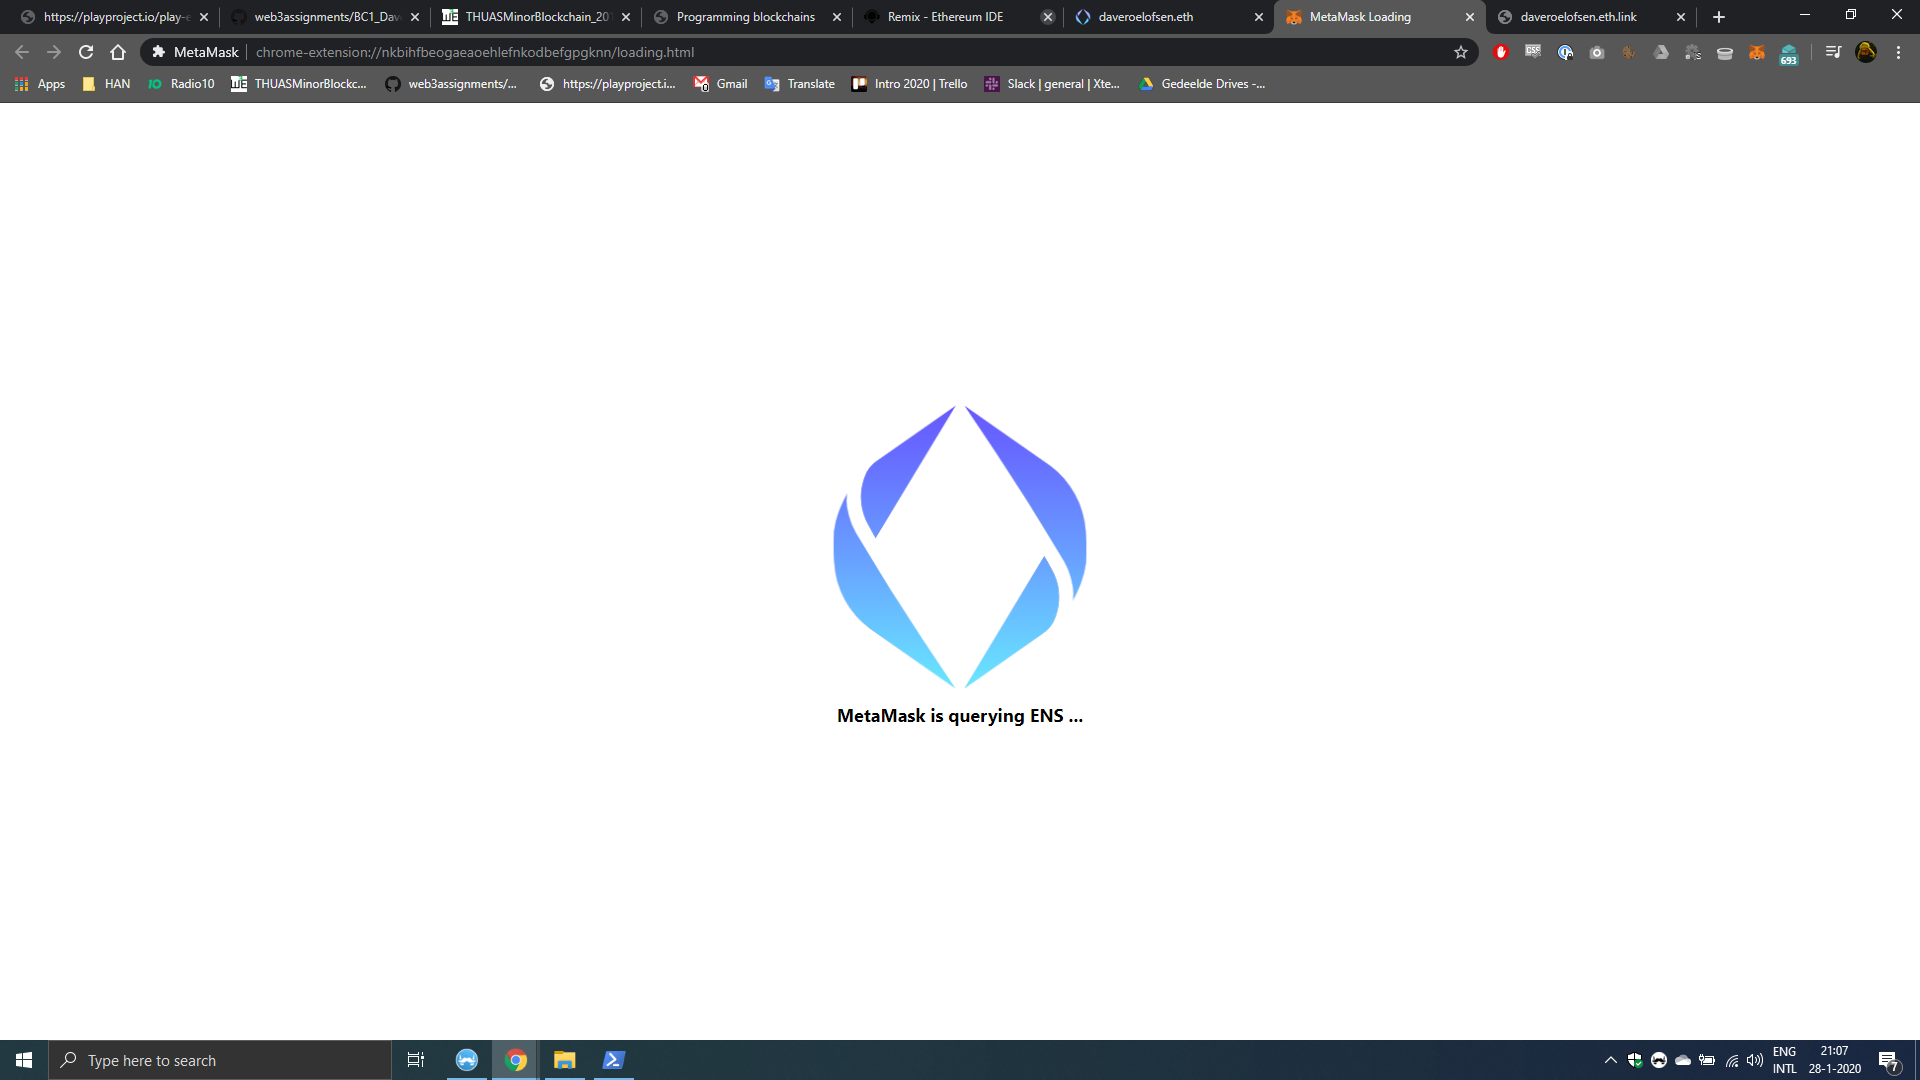 https://playproject.io/play-e
web3assignments/BC1_Dav
THUASMinorBlockchain_201
Programming blockchains
Remix - Ethereum IDE
daveroelofsen.eth
MetaMask Loading
daveroelofsen.eth.link
MetaMask
chrome-extension://nkbihfbeogaeaoehlefnkodbefgpgknn/loading.html
693
Apps
HAN
Radio10
THUASMinorBlockc...
web3assignments/...
https://playproject.i...
Gmail
Translate
Intro 2020 | Trello
Slack | general | Xte...
Gedeelde Drives -...
MetaMask is querying ENS ...
Type here to search
ENG
INTL
21:07
28-1-2020
7